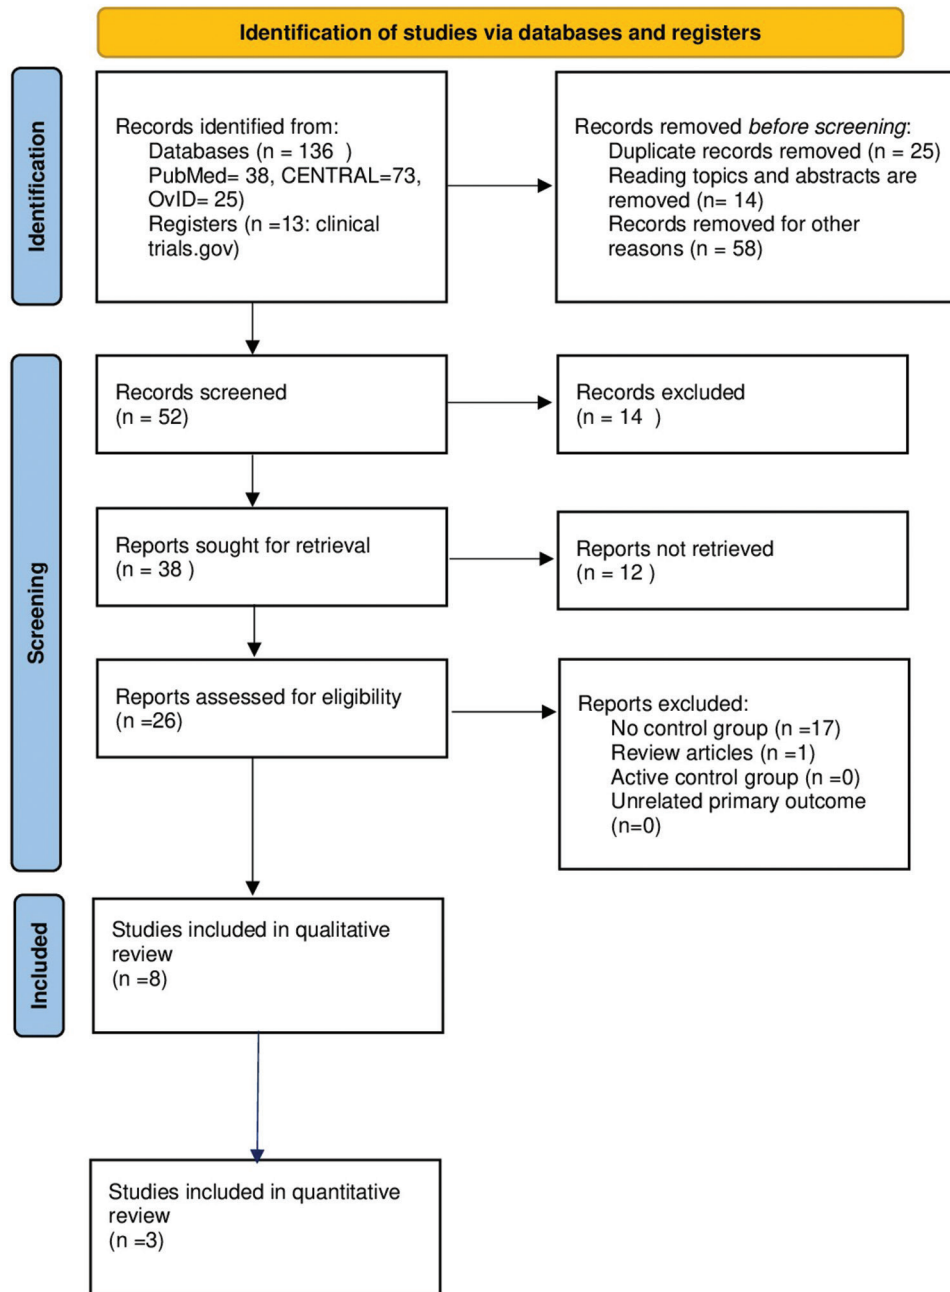 Identification of studies via databases and registers
Identification
Records identified from:
Databases (n = 136 )
PubMed= 38, CENTRAL=73,
OvID= 25)
Registers (n =13: clinical
trials.gov)
Records removed before screening:
Duplicate records removed (n = 25)
Reading topics and abstracts are
removed (n= 14)
Records removed for other
reasons (n = 58)
Screening
Records screened
(n = 52)
Records excluded
(n = 14 )
Reports sought for retrieval
(n = 38 )
Reports not retrieved
(n = 12 )
Reports assessed for eligibility
(n =26)
Reports excluded:
No control group (n =17)
Review articles (n =1)
Active control group (n =0)
Unrelated primary outcome
(n=0)
Included
Studies included in qualitative
review
(n =8)
Studies included in quantitative
review
(n =3)